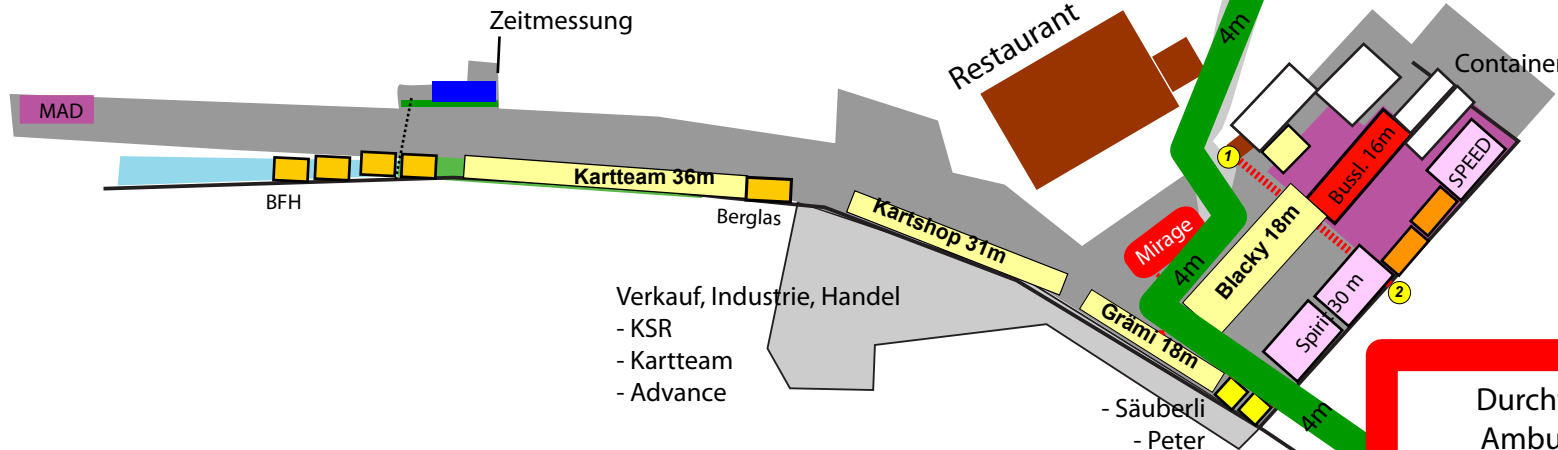 Zeitmessung
Restaurant
4m
Container
MAD
1
Bussl. 16m
SPEED
Kartteam 36m
BFH
Berglas
Kartshop 31m
Mirage
4m
Blacky 18m
2
Spirit 30 m
Verkauf, Industrie, Handel
- KSR
- Kartteam
- Advance
Grämi 18m
- Säuberli
- Peter
4m
Durch
Ambu